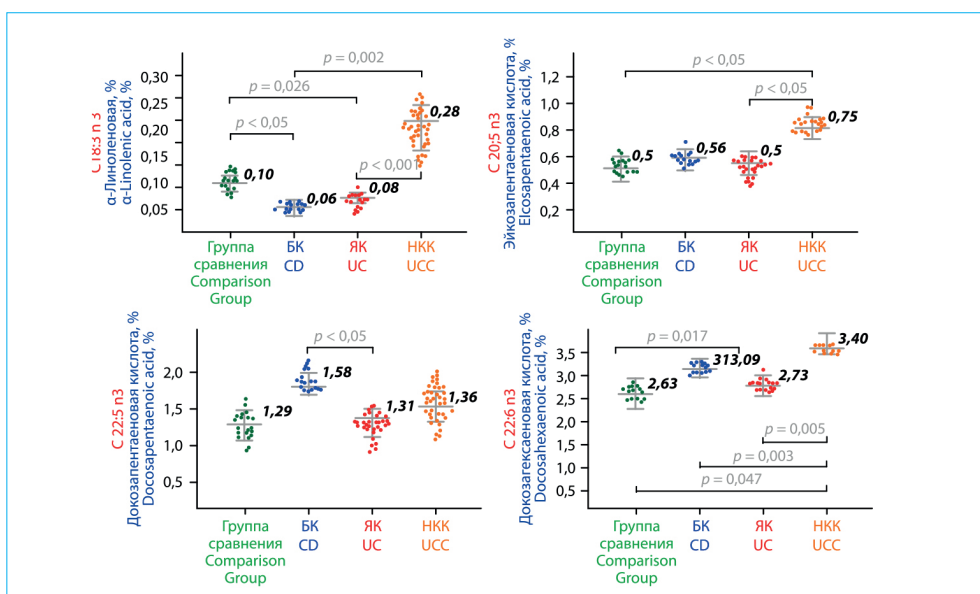 С18:3 n 3
α-Линоленовая, %
α-Linolenic acid, %
0,30
0,25
0,20
0,15
0,10
0,05
p = 0,002
p = 0,026
p < 0,05
p < 0,001
0,10
0,06
0,08
0,28
Группа
сравнения
Comparison
Group
БК
CD
ЯК
UC
НКК
UCC
Эйкозапентаеновая кислота, %
Elcosapentaenoic acid, %
С 20;5 n3
1,2
1,0
0,8
0,6
0,4
0,2
p < 0,05
p < 0,05
0,5
0,56
0,5
0,75
Группа
сравнения
Comparison
Group
БК
CD
ЯК
UC
НКК
UCC
Докозапентаеновая кислота, %
Docosapentaenoic acid, %
С 22:5 n3
2,0
1,5
1,0
0,5
p < 0,05
1,29
1,58
1,31
1,36
Группа
сравнения
Comparison
Group
БК
CD
ЯК
UC
НКК
UCC
Докозагексаеновая кислота, %
Docosahexaenoic acid, %
С 22:6 n3
3,5
3,0
2,5
2,0
1,5
1,0
0,5
p = 0,017
2,63
313,09
2,73
3,40
p = 0,005
p = 0,003
p = 0,047
Группа
сравнения
Comparison
Group
БК
CD
ЯК
UC
НКК
UCC